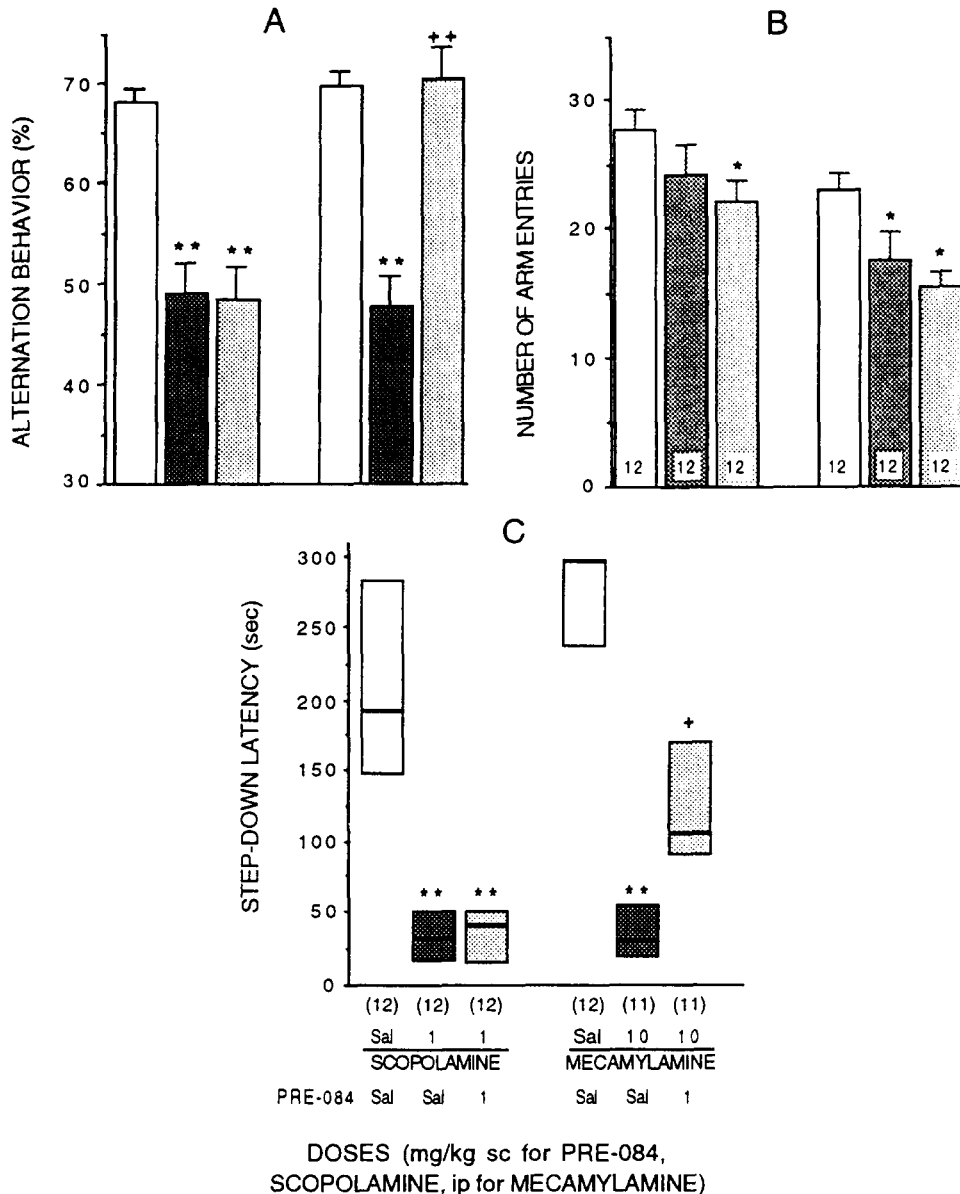 A
B
ALTERNATION BEHAVIOR (%)
70
60
50
40
30
** **
**
++
NUMBER OF ARM ENTRIES
30
20
10
0
*
*
*
12 12 12 12 12 12
C
STEP-DOWN LATENCY (sec)
300
250
200
150
100
50
0
** **
**
+
(12) (12) (12) (12) (11) (11)
Sal 1 1 Sal 10 10
SCOPOLAMINE MECAMYLAMINE
PRE-084 Sal Sal 1 Sal Sal 1
DOSES (mg/kg sc for PRE-084,
SCOPOLAMINE, ip for MECAMYLAMINE)